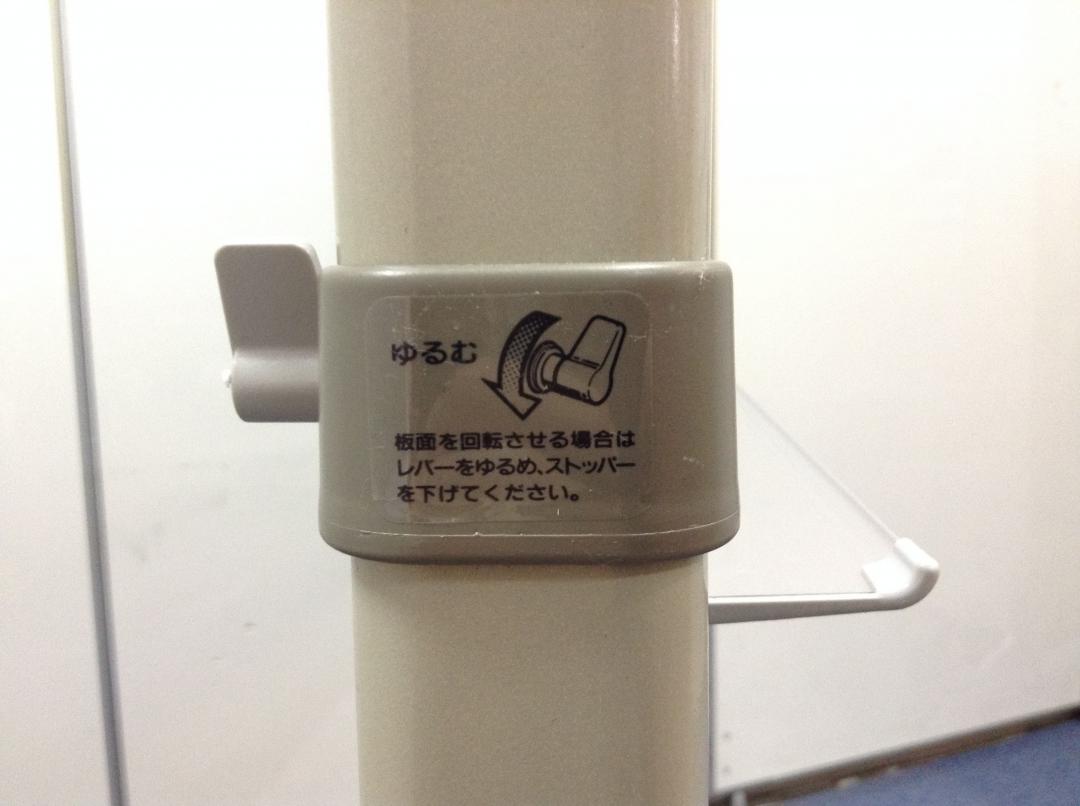 ゆるむ
板面を回転させる場合は
レバーをゆるめ、ストッパー
を下げてください。